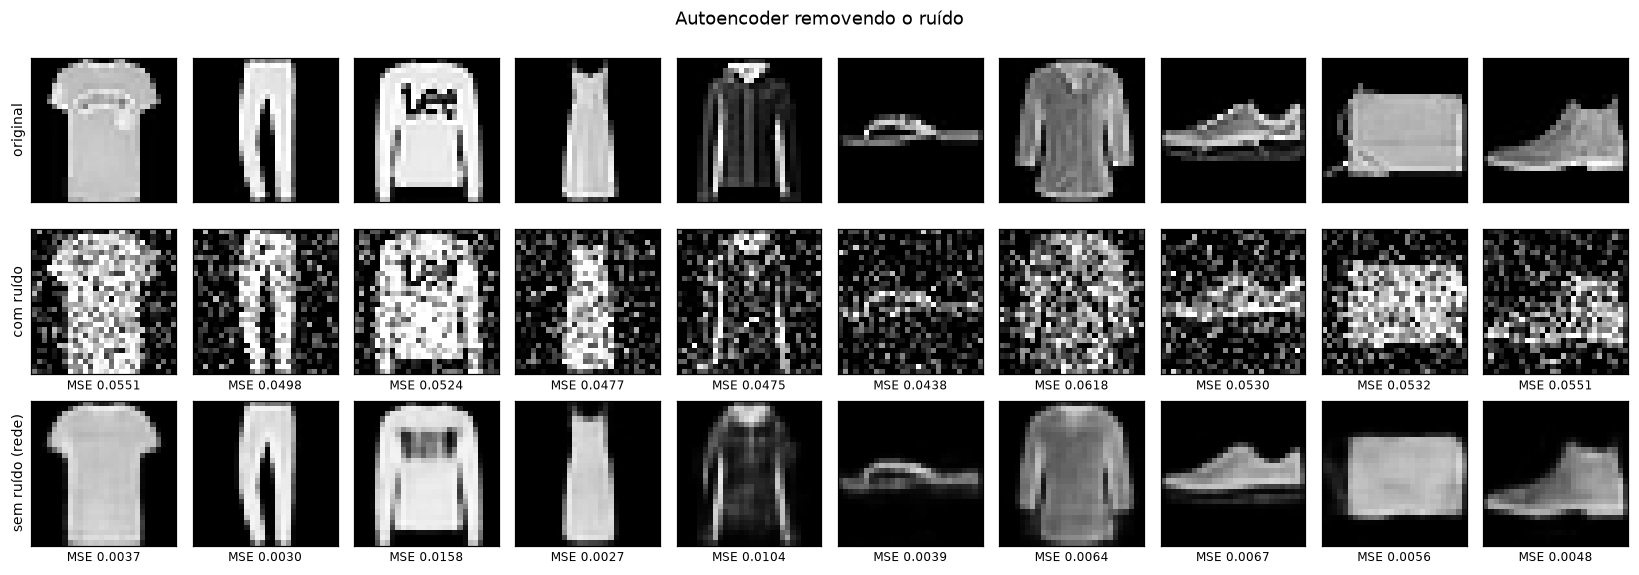 Autoencoder removendo o ruído
original
Lee
com ruído
MSE 0.0551 MSE 0.0498 MSE 0.0524 MSE 0.0477 MSE 0.0475 MSE 0.0438 MSE 0.0618 MSE 0.0530 MSE 0.0532 MSE 0.0551
sem ruído (rede)
MSE 0.0037 MSE 0.0030 MSE 0.0158 MSE 0.0027 MSE 0.0104 MSE 0.0039 MSE 0.0064 MSE 0.0067 MSE 0.0056 MSE 0.0048